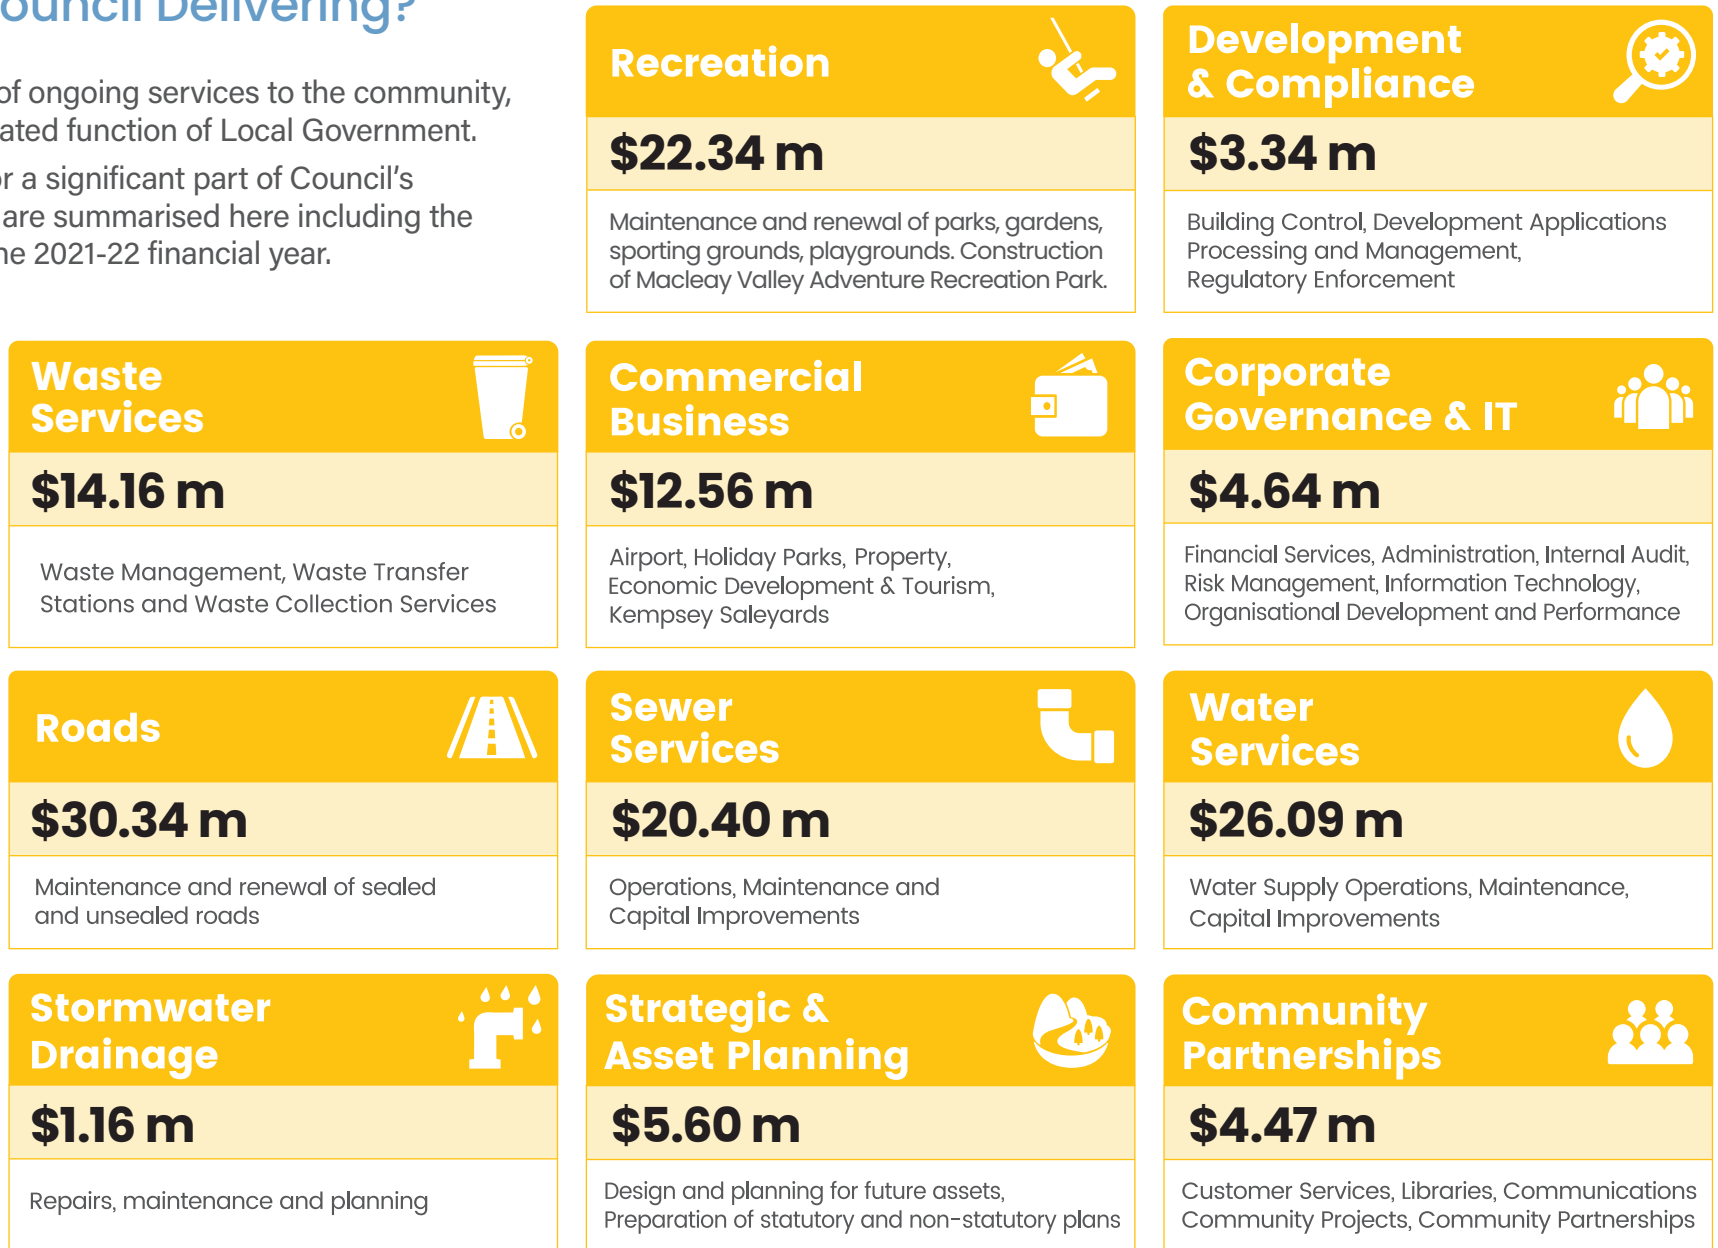 Council Delivering?
of ongoing services to the community,
ated function of Local Government.
or a significant part of Council's
are summarised here including the
he 2021-22 financial year.
Recreation
$22.34 m
Maintenance and renewal of parks, gardens,
sporting grounds, playgrounds. Construction
of Macleay Valley Adventure Recreation Park.
Development
& Compliance
$3.34 m
Building Control, Development Applications
Processing and Management,
Regulatory Enforcement
Waste
Services
$14.16 m
Waste Management, Waste Transfer
Stations and Waste Collection Services
Commercial
Business
$12.56 m
Airport, Holiday Parks, Property,
Economic Development & Tourism,
Kempsey Saleyards
Corporate
Governance & IT
$4.64 m
Financial Services, Administration, Internal Audit,
Risk Management, Information Technology,
Organisational Development and Performance
Roads
$30.34 m
Maintenance and renewal of sealed
and unsealed roads
Sewer
Services
$20.40 m
Operations, Maintenance and
Capital Improvements
Water
Services
$26.09 m
Water Supply Operations, Maintenance,
Capital Improvements
Stormwater
Drainage
$1.16 m
Repairs, maintenance and planning
Strategic &
Asset Planning
$5.60 m
Design and planning for future assets,
Preparation of statutory and non-statutory plans
Community
Partnerships
$4.47 m
Customer Services, Libraries, Communications
Community Projects, Community Partnerships